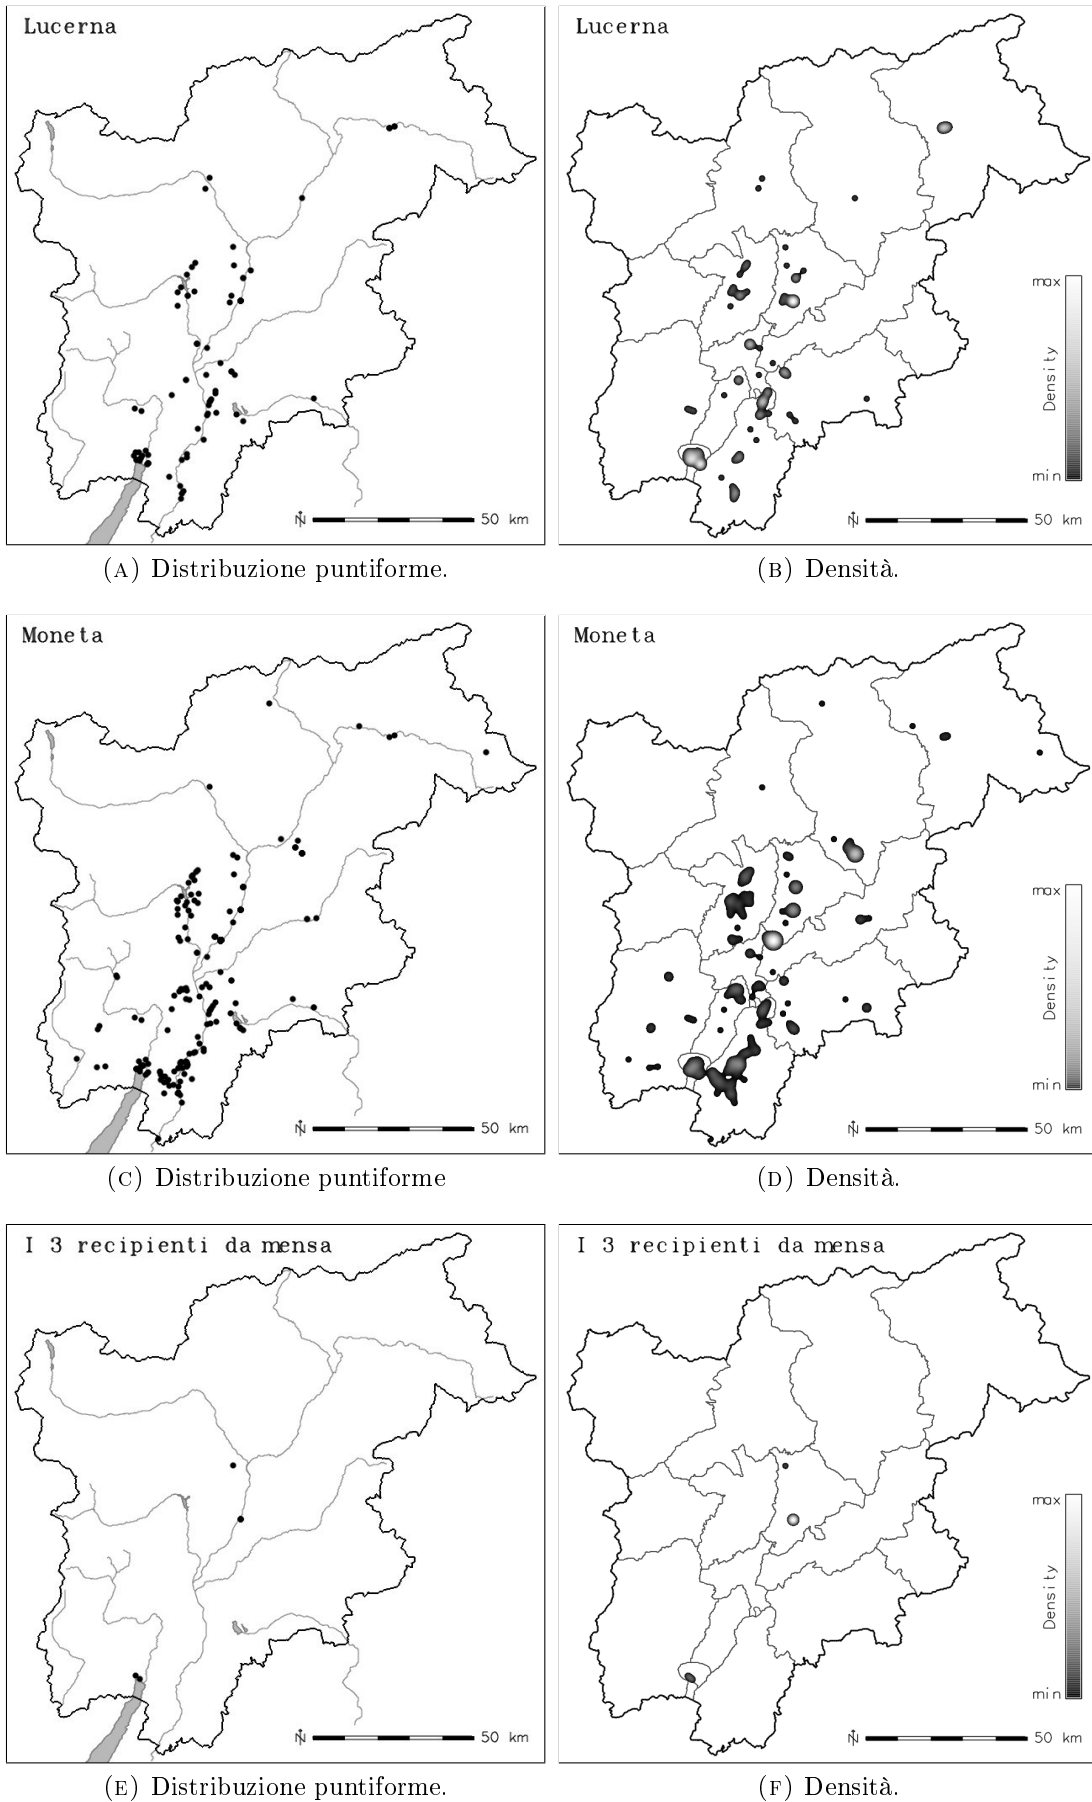 Lucerna
N 50 km
(A) Distribuzione puntiforme.
Lucerna
max
Density
min
N 50 km
(B) Densità.
Moneta
N 50 km
(C) Distribuzione puntiforme
Moneta
max
Density
min
N 50 km
(D) Densità.
I 3 recipienti da mensa
N 50 km
(E) Distribuzione puntiforme.
I 3 recipienti da mensa
max
Density
min
N 50 km
(F) Densità.